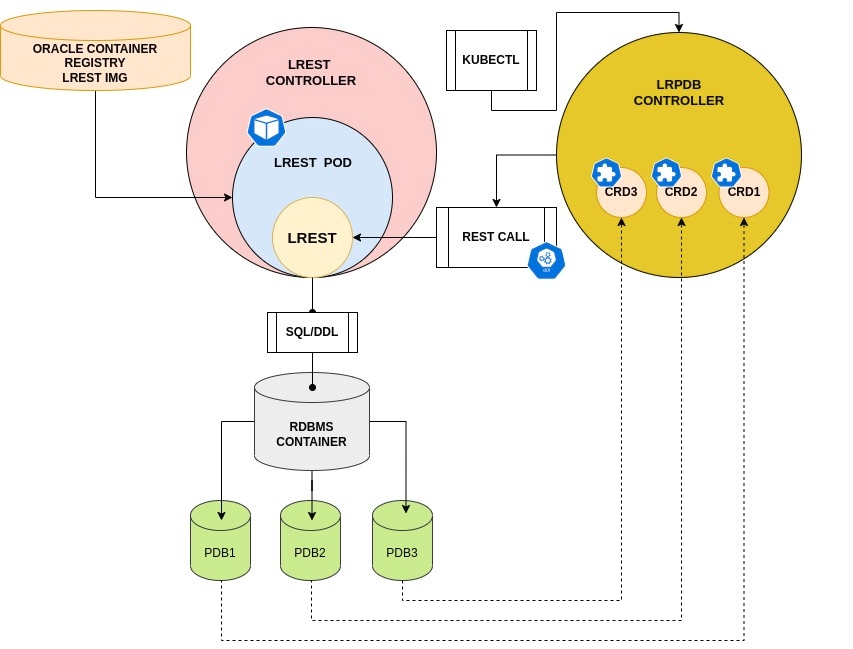 ORACLE CONTAINER
REGISTRY
LREST IMG
LREST
CONTROLLER
LREST POD
LREST
KUBECTL
LRPDB
CONTROLLER
CRD3
CRD2
CRD1
REST CALL
SQL/DDL
RDBMS
CONTAINER
PDB1
PDB2
PDB3